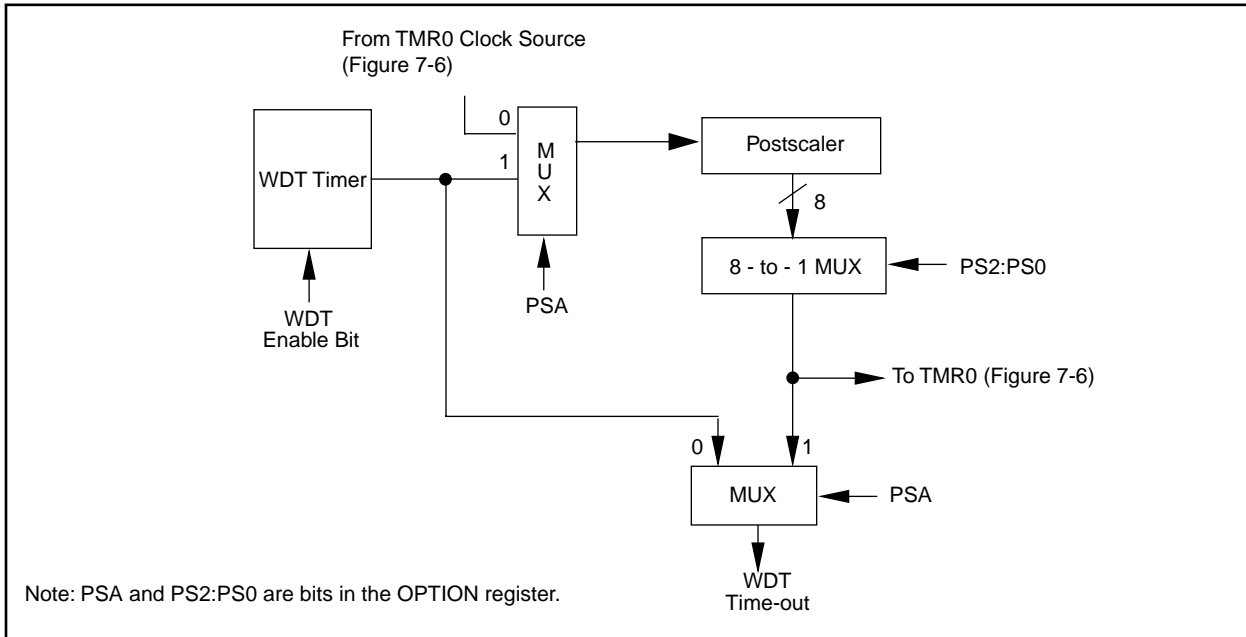 From TMR0 Clock Source
(Figure 7-6)
0
1
M
U
X
WDT Timer
Postscaler
8
8 - to - 1 MUX
PS2:PS0
PSA
WDT
Enable Bit
To TMR0 (Figure 7-6)
0
1
MUX
PSA
WDT
Time-out
Note: PSA and PS2:PS0 are bits in the OPTION register.